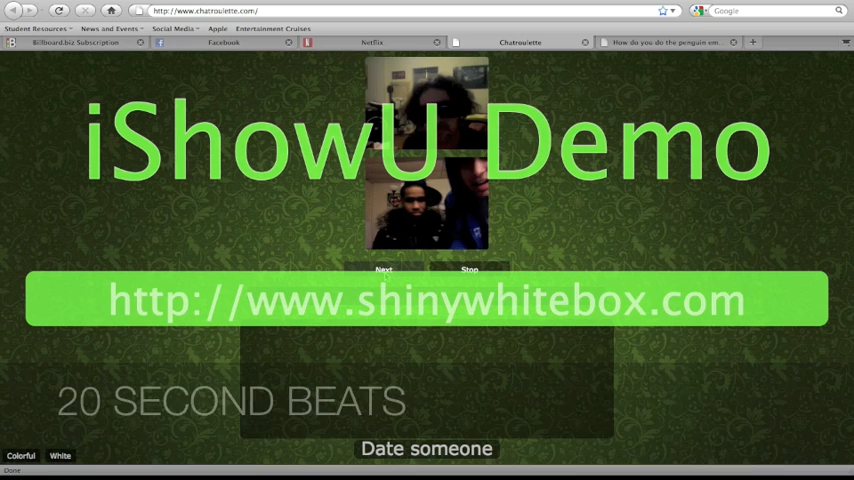 http://www.chatroulette.com/
Google
Student Resources
News and Events
Social Media
Apple
Entertainment Cruises
Billboard.biz Subscription
Facebook
Netflix
Chatroulette
How do you do the penguin em...
iShowU Demo
Next
Stop
http://www.shinywhitebox.com
20 SECOND BEATS
Date someone
Colorful
White
Done